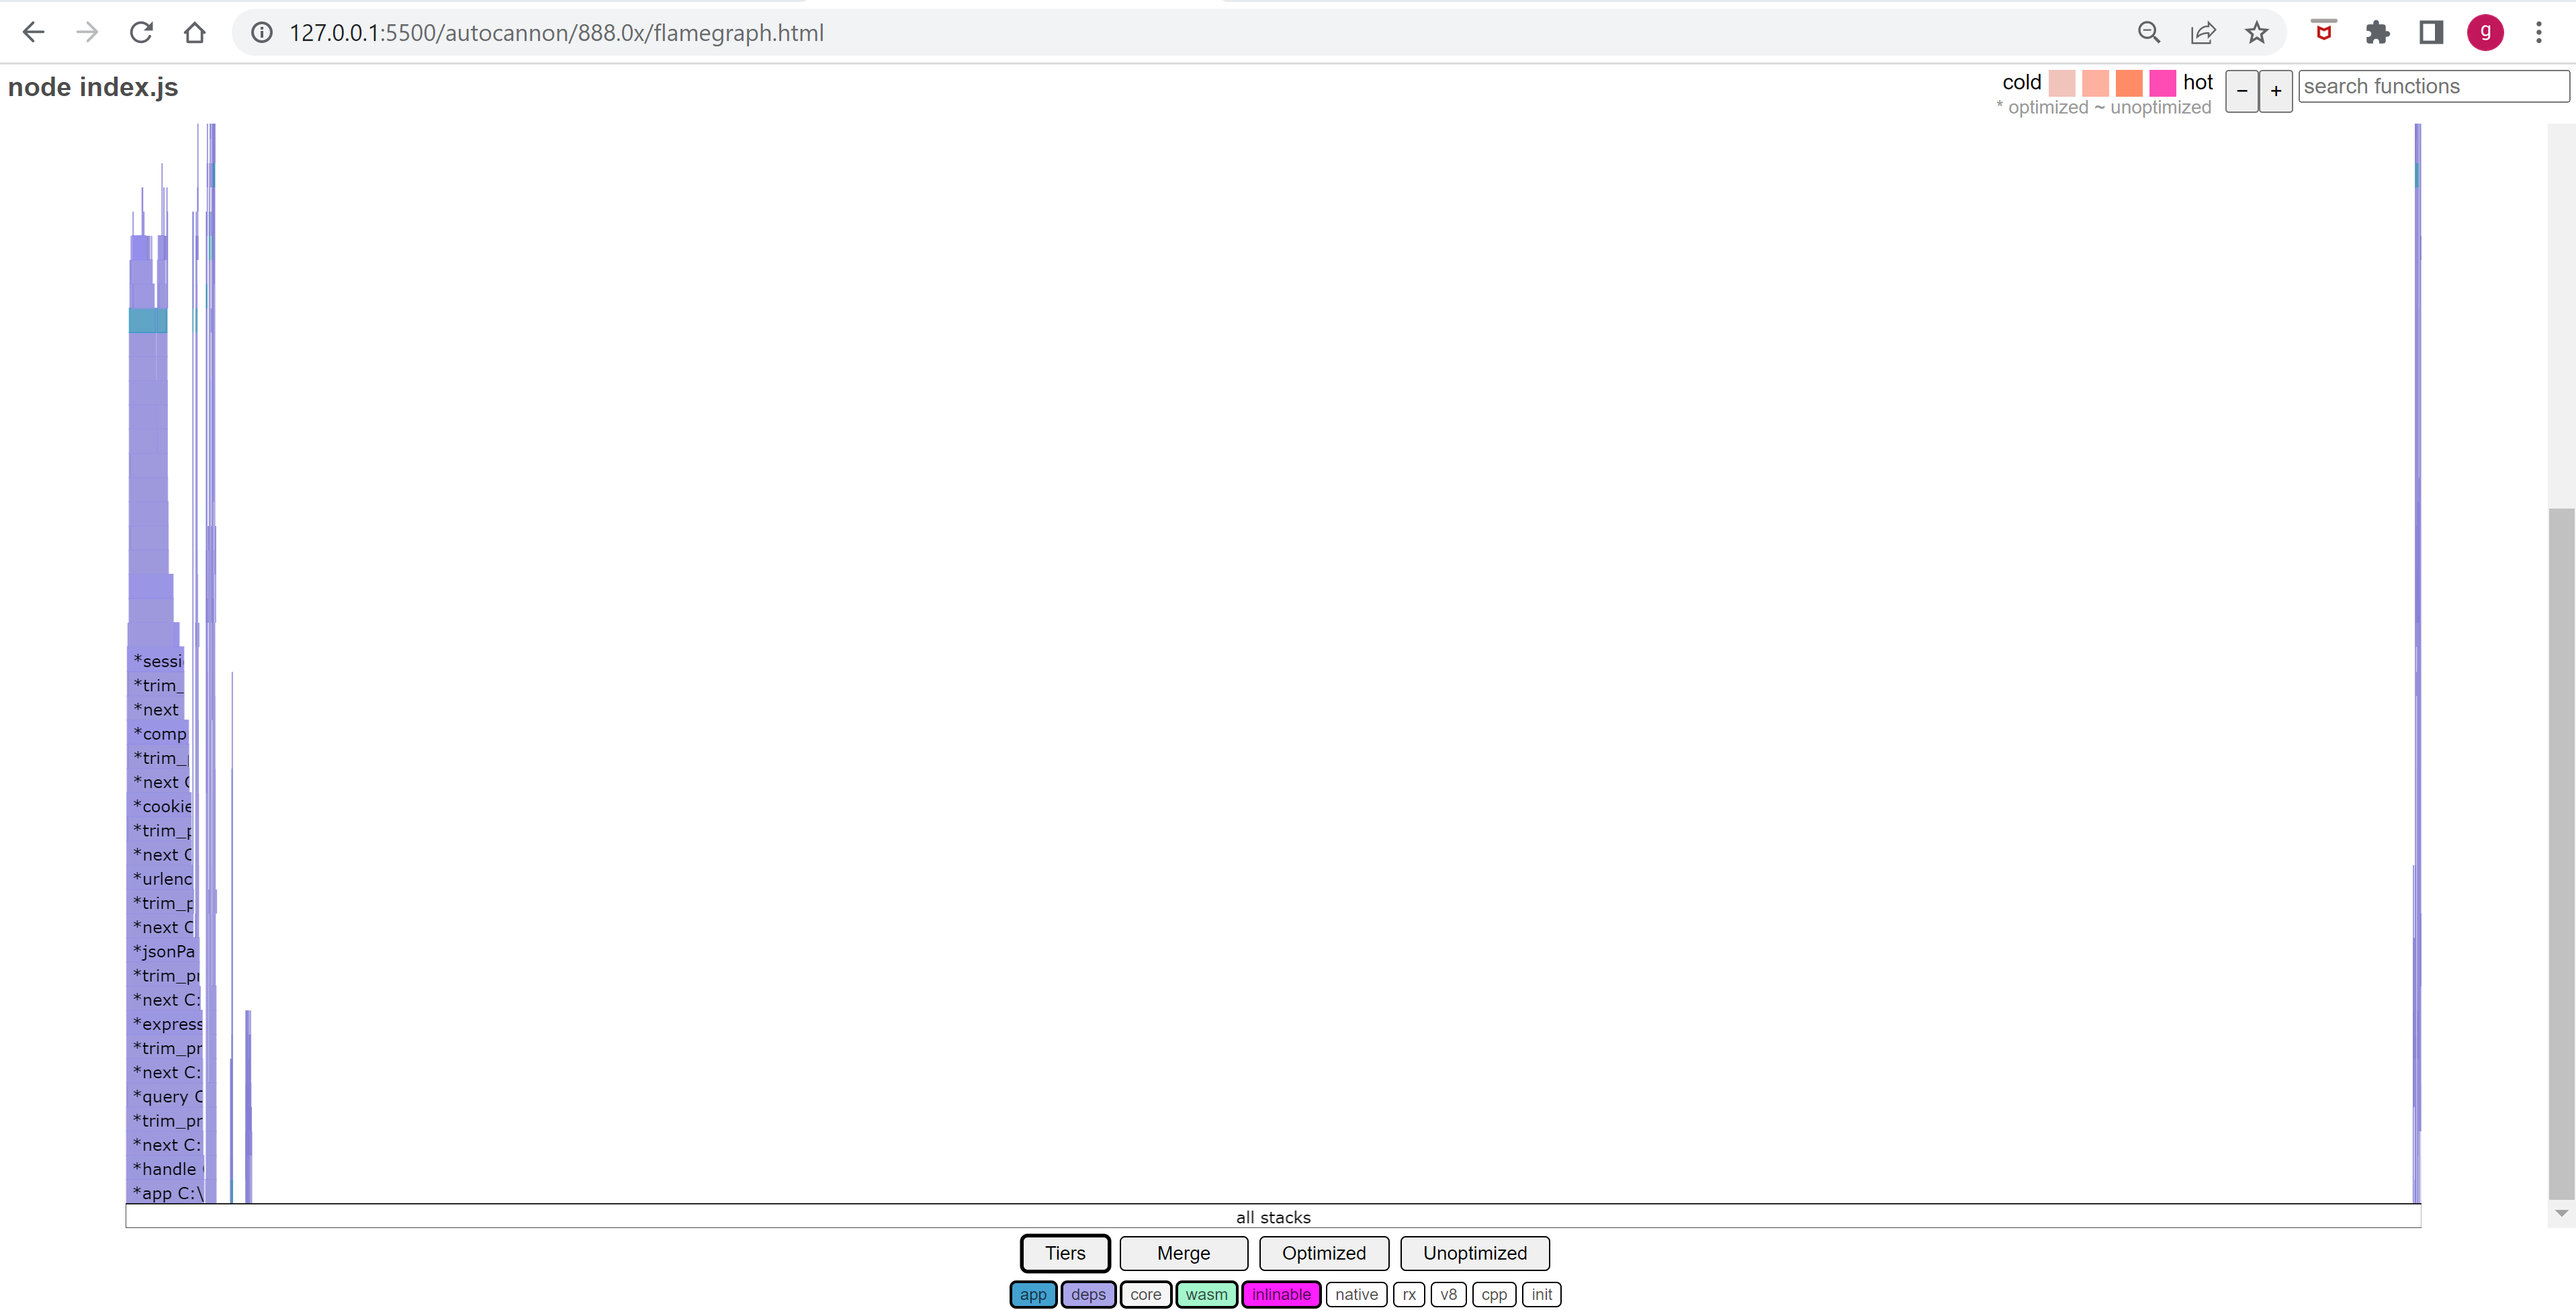 127.0.0.1:5500/autocannon/888.0x/flamegraph.html
g
node index.js
cold hot
* optimized ~ unoptimized
−
+
search functions
*sessi
*trim_
*next
*comp
*trim_
*next C
*cookie
*trim_p
*next C
*urlenc
*trim_p
*next C
*jsonPa
*trim_pr
*next C:
*express
*trim_pr
*next C:
*query C
*trim_pr
*next C:
*handle
*app C:\
all stacks
Tiers Merge Optimized Unoptimized
app deps core wasm inlinable native rx v8 cpp init